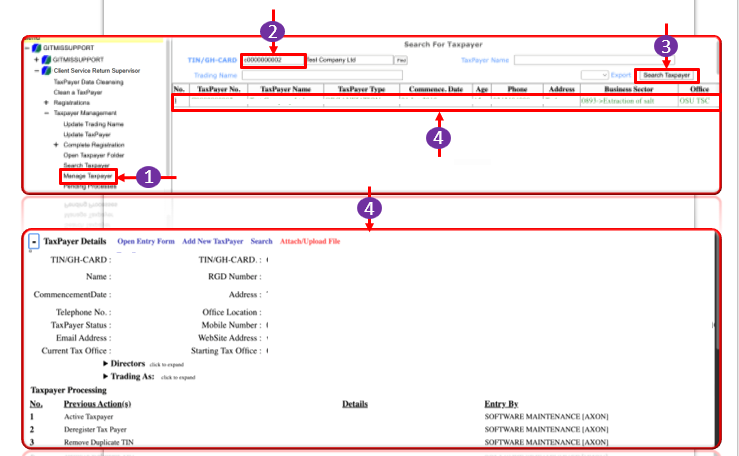 2
3
GITMISSUPPORT
GITMISSUPPORT
Client Service Return Supervisor
TaxPayer Data Cleansing
Clean a TaxPayer
Registrations
Taxpayer Management
Update Trading Name
Update TaxPayer
Complete Registration
Open Taxpayer Folder
Search Taxpayer
Manage Taxpayer
Pending Processes
1
Search For Taxpayer
TIN/GH-CARD c0000000002 Test Company Ltd Find TaxPayer Name
Trading Name Export Search Taxpayer
No. TaxPayer No. TaxPayer Name TaxPayer Type Commence. Date Age Phone Address Business Sector Office
1 0893->Extraction of salt OSU TSC
4
4
- TaxPayer Details Open Entry Form Add New TaxPayer Search Attach/Upload File
TIN/GH-CARD : TIN/GH-CARD. :
Name : RGD Number :
CommencementDate : Address :
Telephone No. : Office Location :
TaxPayer Status : Mobile Number :
Email Address : WebSite Address :
Current Tax Office : Starting Tax Office :
Directors click to expand
Trading As: click to expand
Taxpayer Processing
No. Previous Action(s) Details Entry By
1 Active Taxpayer SOFTWARE MAINTENANCE [AXON]
2 Deregister Tax Payer SOFTWARE MAINTENANCE [AXON]
3 Remove Duplicate TIN SOFTWARE MAINTENANCE [AXON]